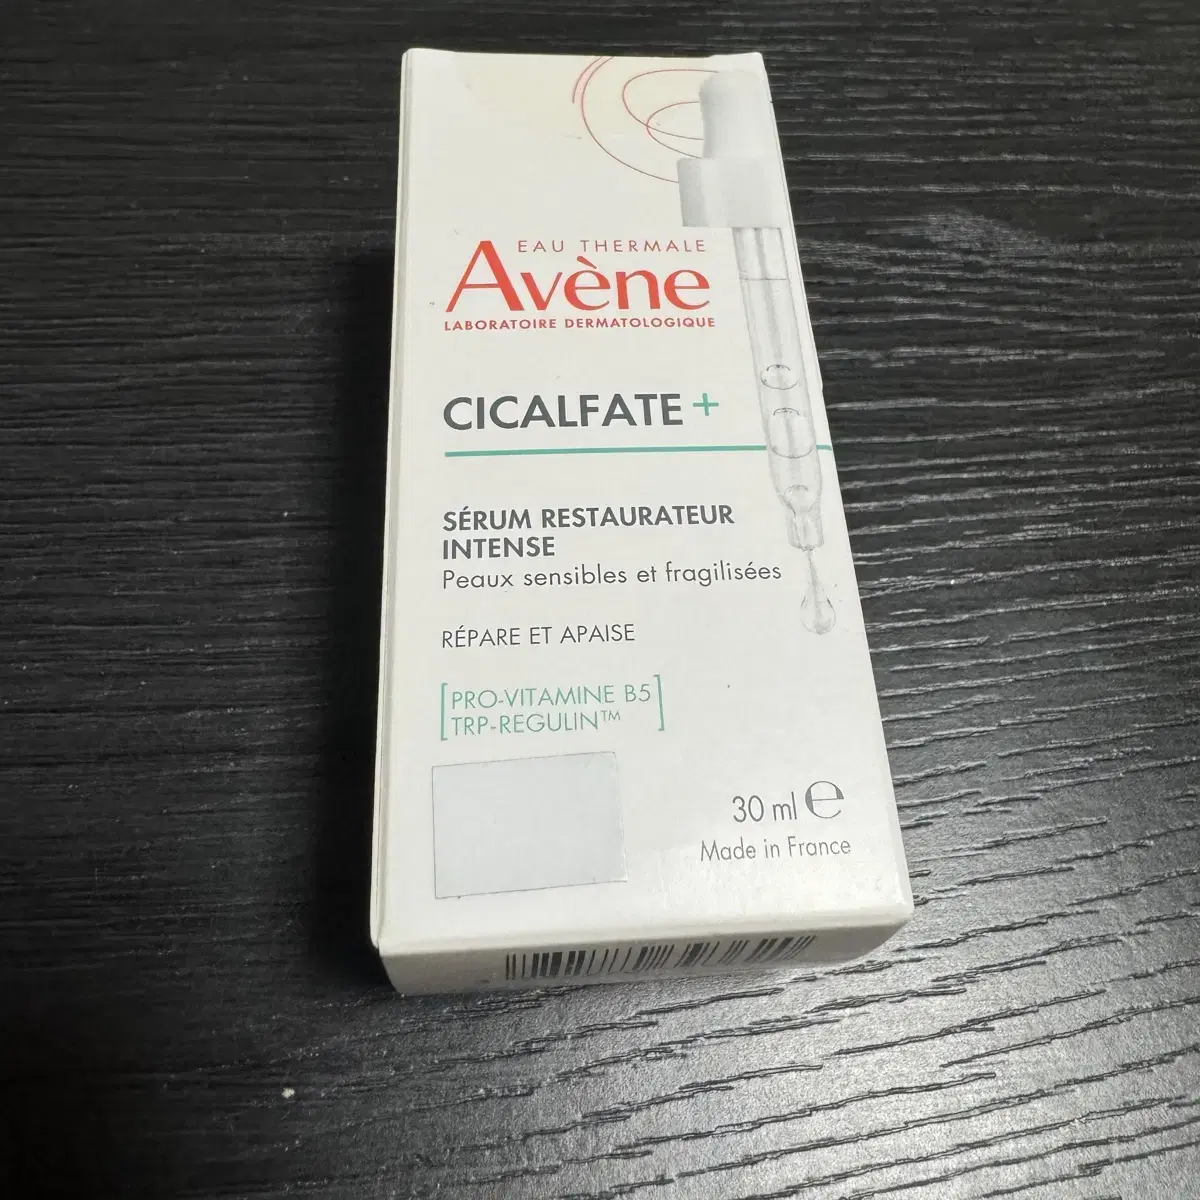 EAU THERMALE
Avène
LABORATOIRE DERMATOLOGIQUE
CICALFATE+
SÉRUM RESTAURATEUR
INTENSE
Peaux sensibles et fragilisées
RÉPARE ET APAISE
[PRO-VITAMINE B5
TRP-REGULIN™]
30 ml ℮
Made in France